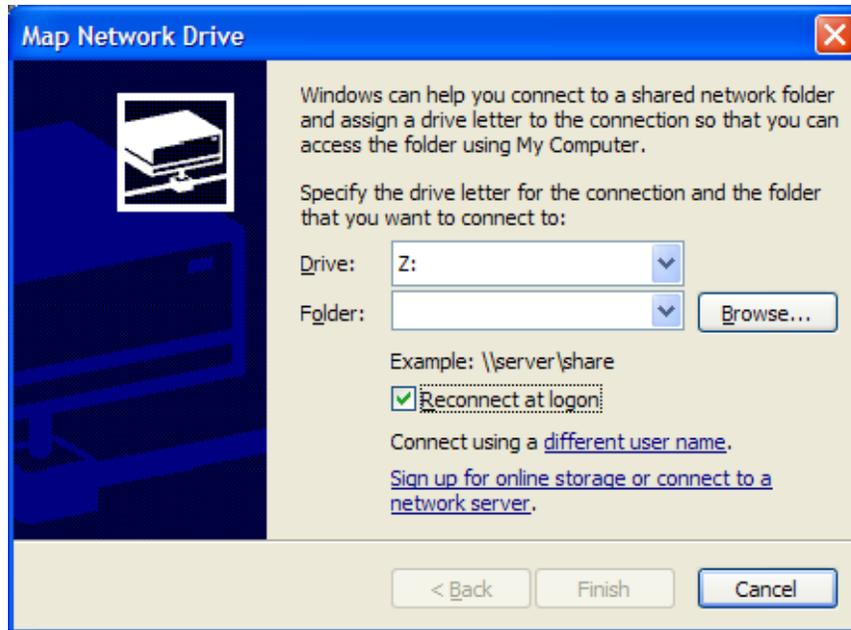 Map Network Drive
Windows can help you connect to a shared network folder
and assign a drive letter to the connection so that you can
access the folder using My Computer.
Specify the drive letter for the connection and the folder
that you want to connect to:
Drive: Z:
Folder: Browse...
Example: \\server\share
Reconnect at logon
Connect using a different user name.
Sign up for online storage or connect to a
network server.
< Back Finish Cancel